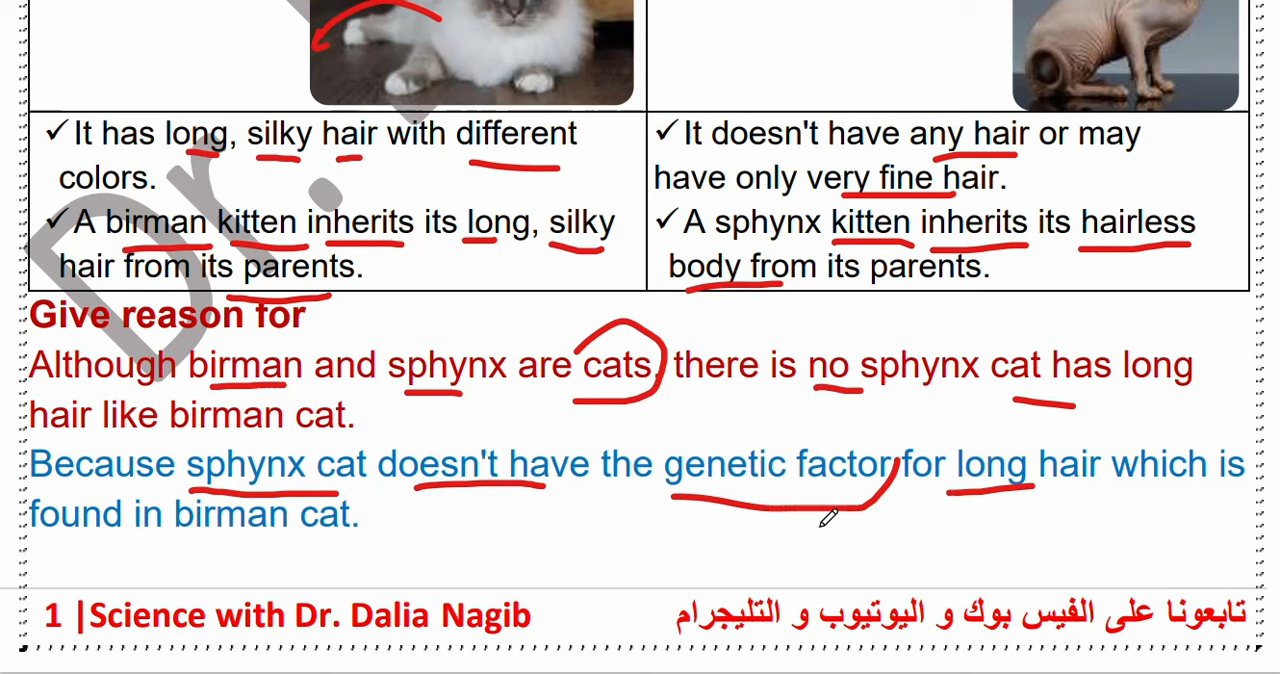 ✓It has long, silky hair with different
colors.
✓A birman kitten inherits its long, silky
hair from its parents.
✓It doesn't have any hair or may
have only very fine hair.
✓A sphynx kitten inherits its hairless
body from its parents.
Give reason for
Although birman and sphynx are cats, there is no sphynx cat has long
hair like birman cat.
Because sphynx cat doesn't have the genetic factor for long hair which is
found in birman cat.
1 |Science with Dr. Dalia Nagib
تابعونا على الفيس بوك و اليوتيوب و التليجرام